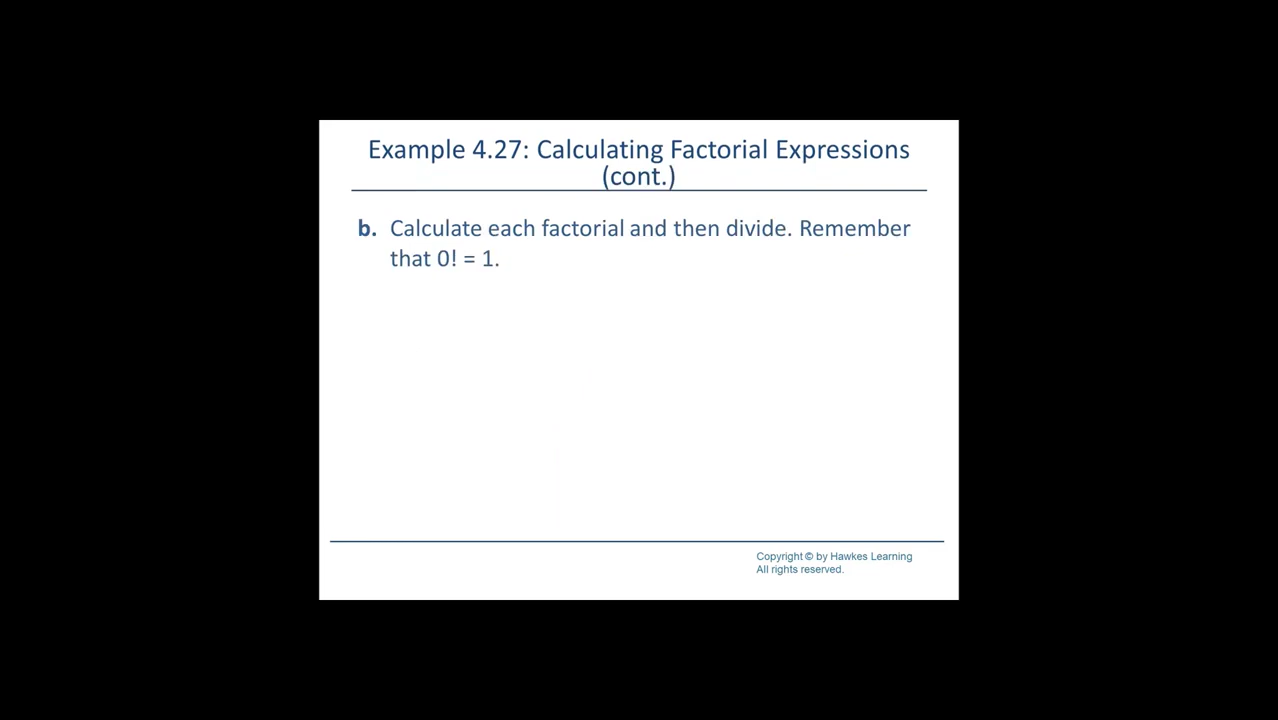 Example 4.27: Calculating Factorial Expressions
(cont.)
b. Calculate each factorial and then divide. Remember
that 0! = 1.
Copyright © by Hawkes Learning
All rights reserved.